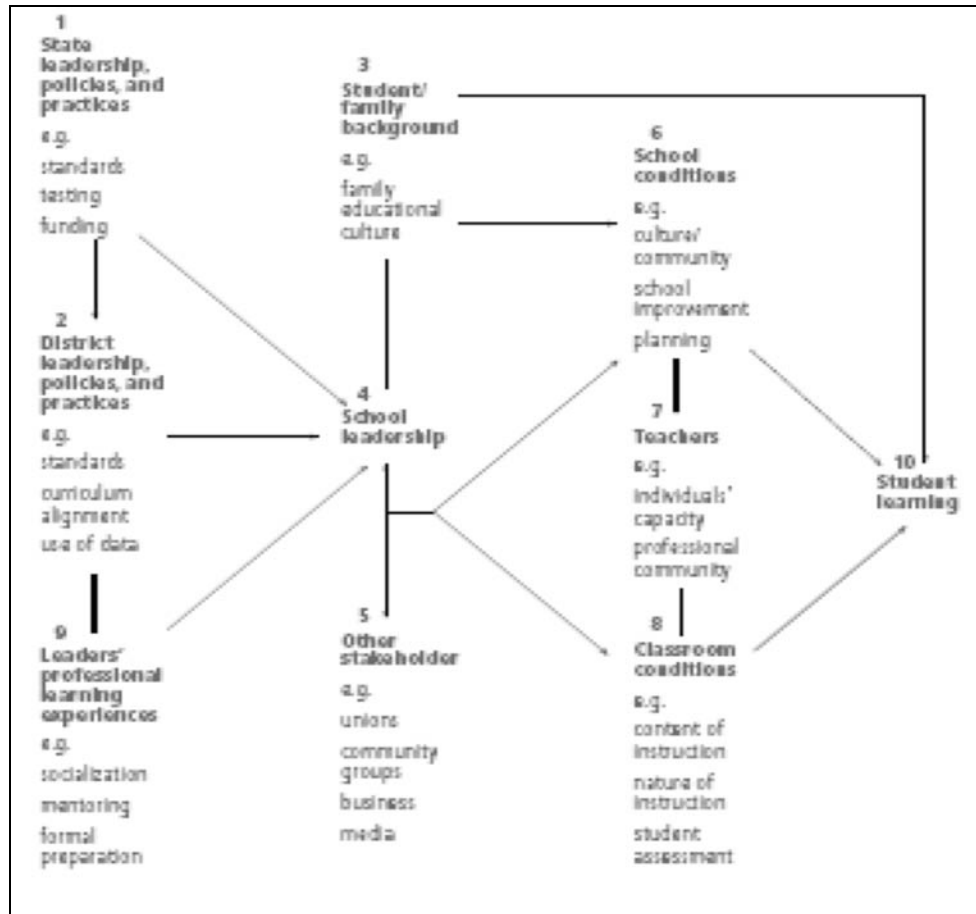 1
State
leadership,
policies, and
practices
e.g.
standards
testing
funding
2
District
leadership,
policies, and
practices
e.g.
standards
curriculum
alignment
use of data
9
Leaders'
professional
learning
experiences
e.g.
socialization
mentoring
formal
preparation
3
Student/
family
background
e.g.
family
educational
culture
4
School
leadership
5
Other
stakeholder
e.g.
unions
community
groups
business
media
6
School
conditions
e.g.
culture/
community
school
improvement
planning
7
Teachers
e.g.
individuals'
capacity
professional
community
8
Classroom
conditions
e.g.
content of
instruction
nature of
instruction
student
assessment
10
Student
learning